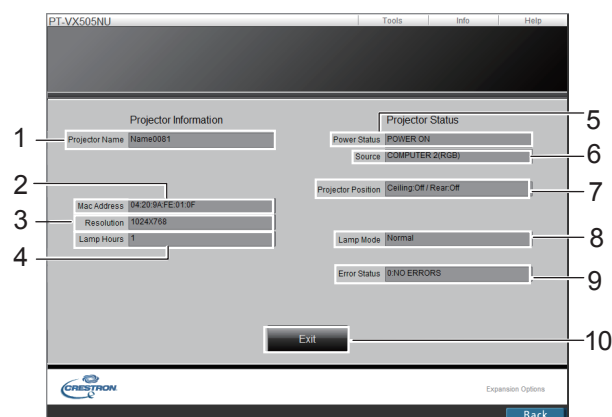 PT-VX505NU Tools Info Help
Projector Information
Projector Status
1 Projector Name Name0081
5
Power Status POWER ON
Source COMPUTER 2(RGB) 6
2
Projector Position Ceiling:Off / Rear:Off 7
Mac Address 04:20:9A:FE:01:0F
3 Resolution 1024X768
Lamp Hours 1
4
Lamp Mode Normal 8
Error Status 0:NO ERRORS 9
Exit 10
CRESTRON
Expansion Options
Back